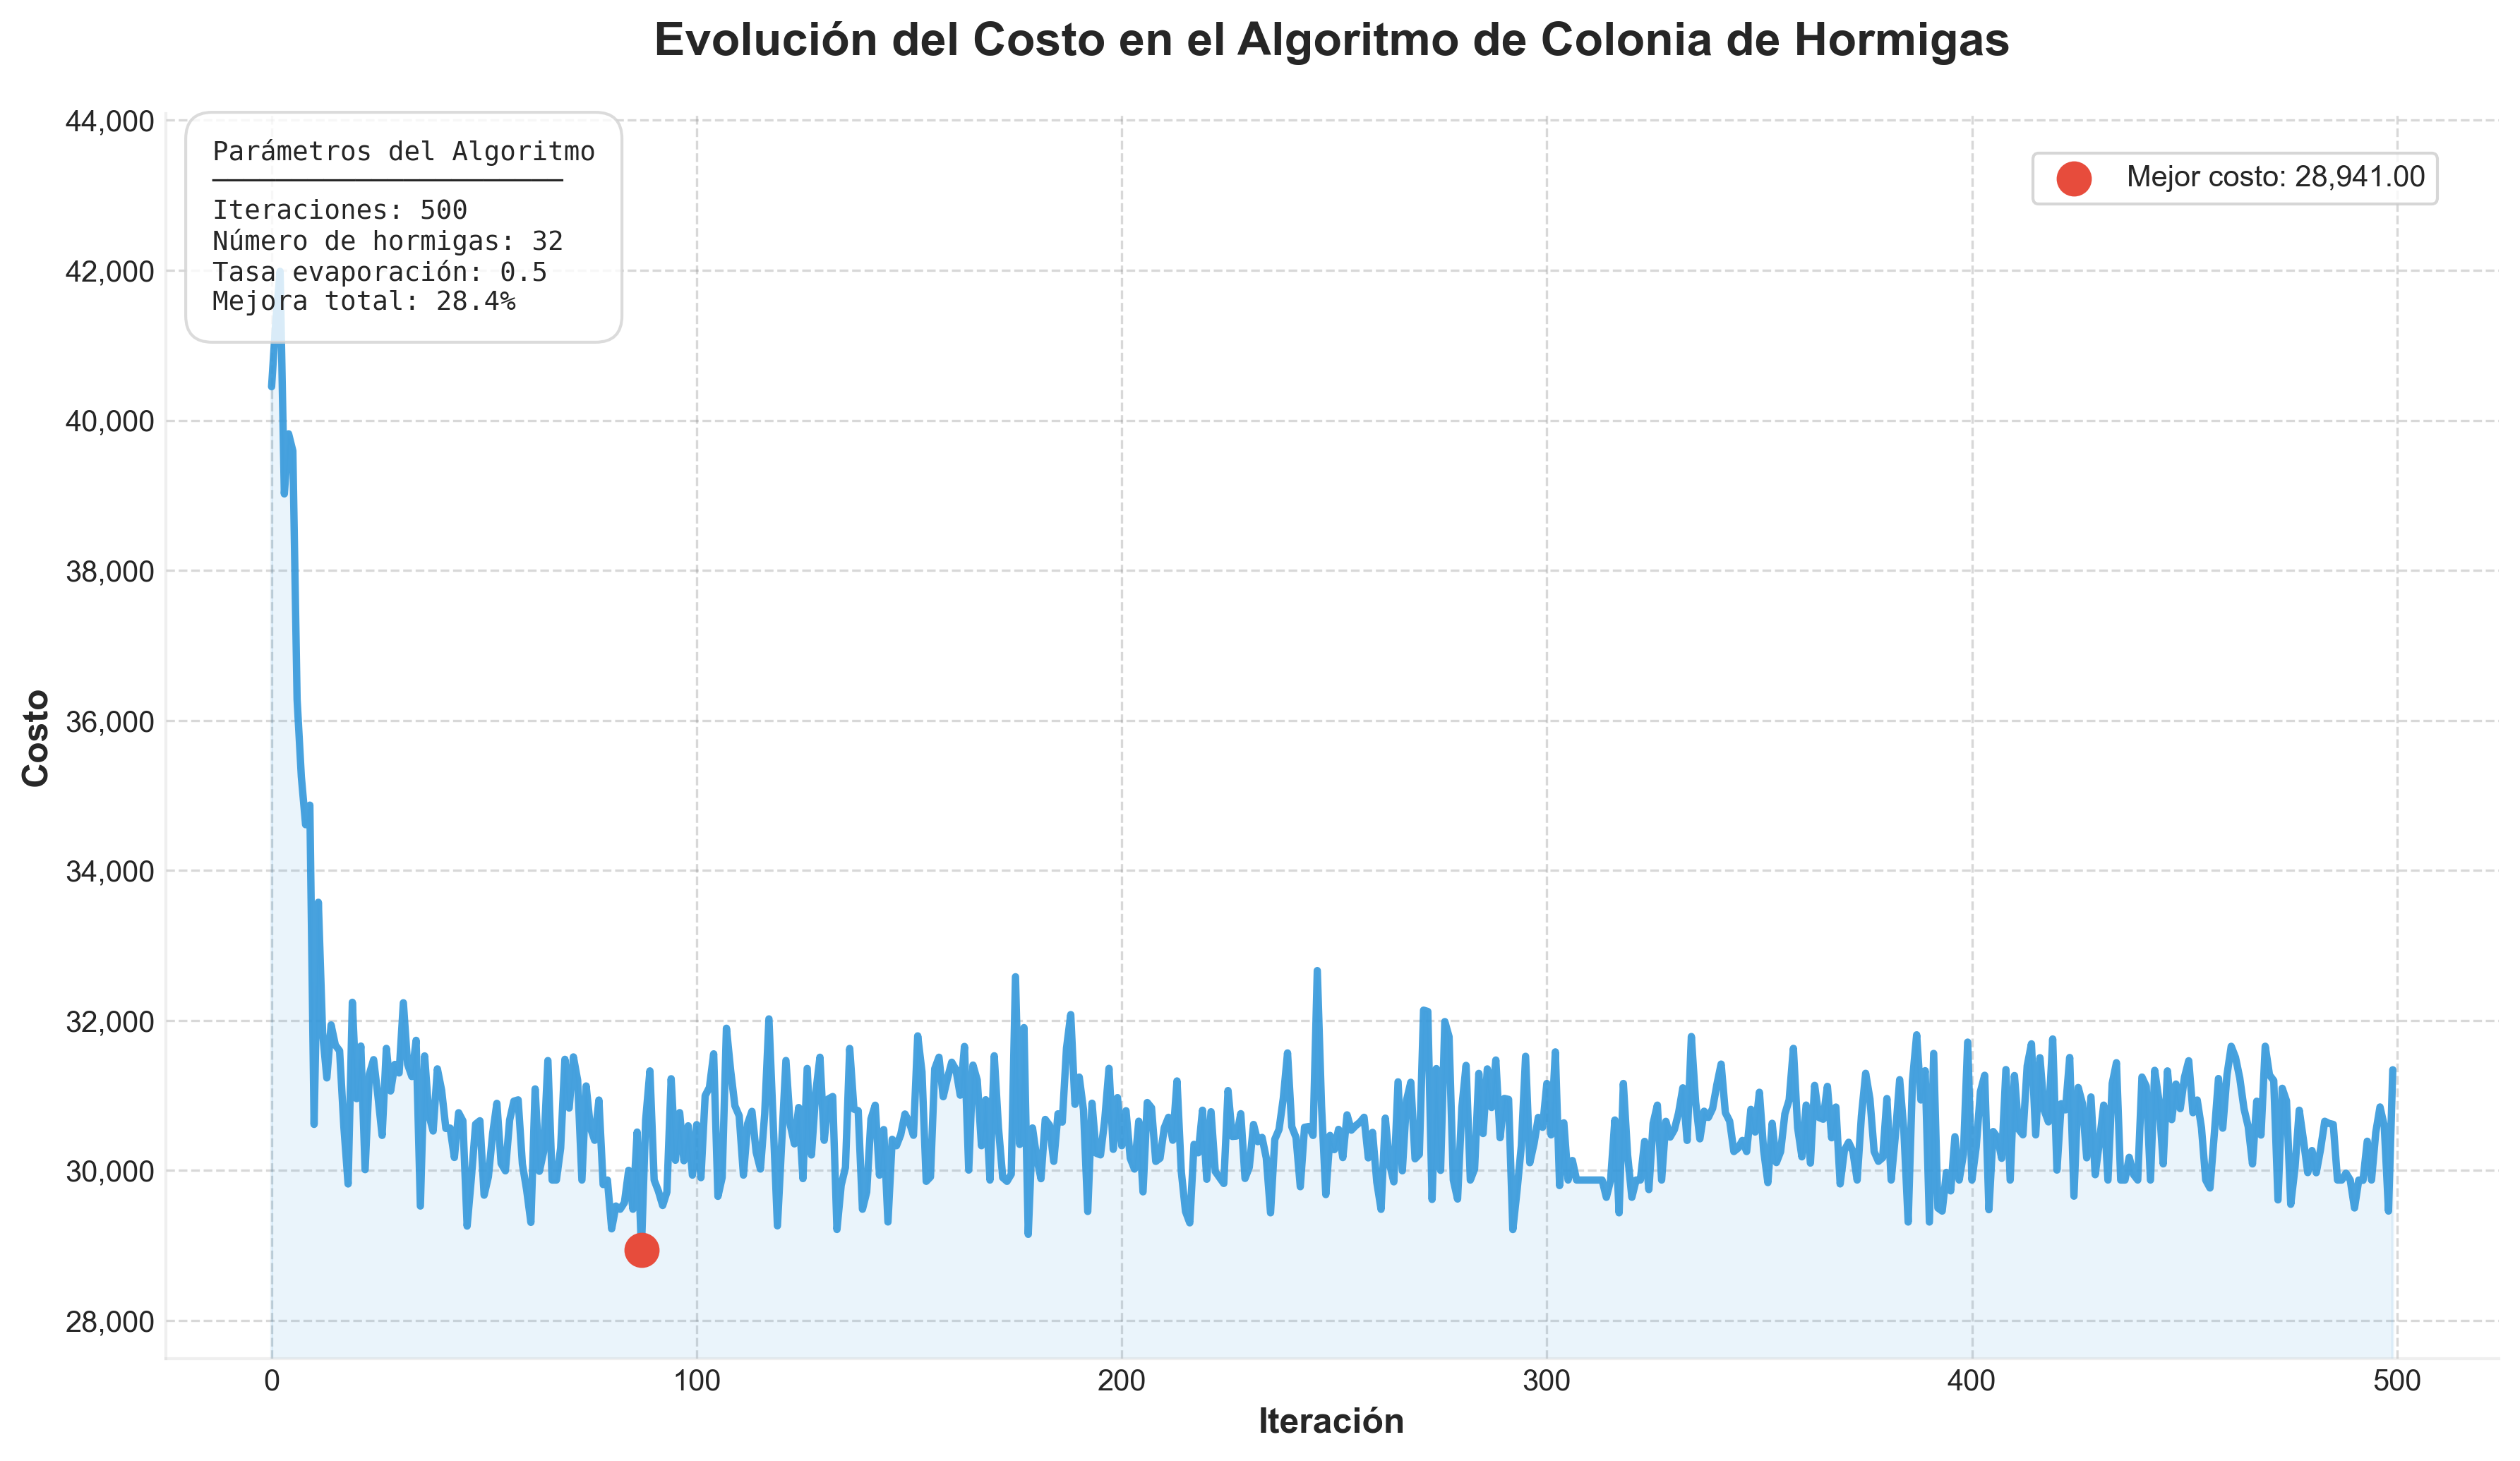 Evolución del Costo en el Algoritmo de Colonia de Hormigas
Parámetros del Algoritmo
Iteraciones: 500
Número de hormigas: 32
Tasa evaporación: 0.5
Mejora total: 28.4%
Mejor costo: 28,941.00
Costo
44,000
42,000
40,000
38,000
36,000
34,000
32,000
30,000
28,000
0 100 200 300 400 500
Iteración